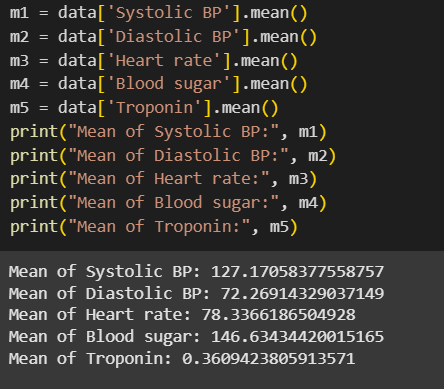 m1 = data['Systolic BP'].mean()
m2 = data['Diastolic BP'].mean()
m3 = data['Heart rate'].mean()
m4 = data['Blood sugar'].mean()
m5 = data['Troponin'].mean()
print("Mean of Systolic BP:", m1)
print("Mean of Diastolic BP:", m2)
print("Mean of Heart rate:", m3)
print("Mean of Blood sugar:", m4)
print("Mean of Troponin:", m5)
Mean of Systolic BP: 127.17058377558757
Mean of Diastolic BP: 72.26914329037149
Mean of Heart rate: 78.3366186504928
Mean of Blood sugar: 146.63434420015165
Mean of Troponin: 0.3609423805913571